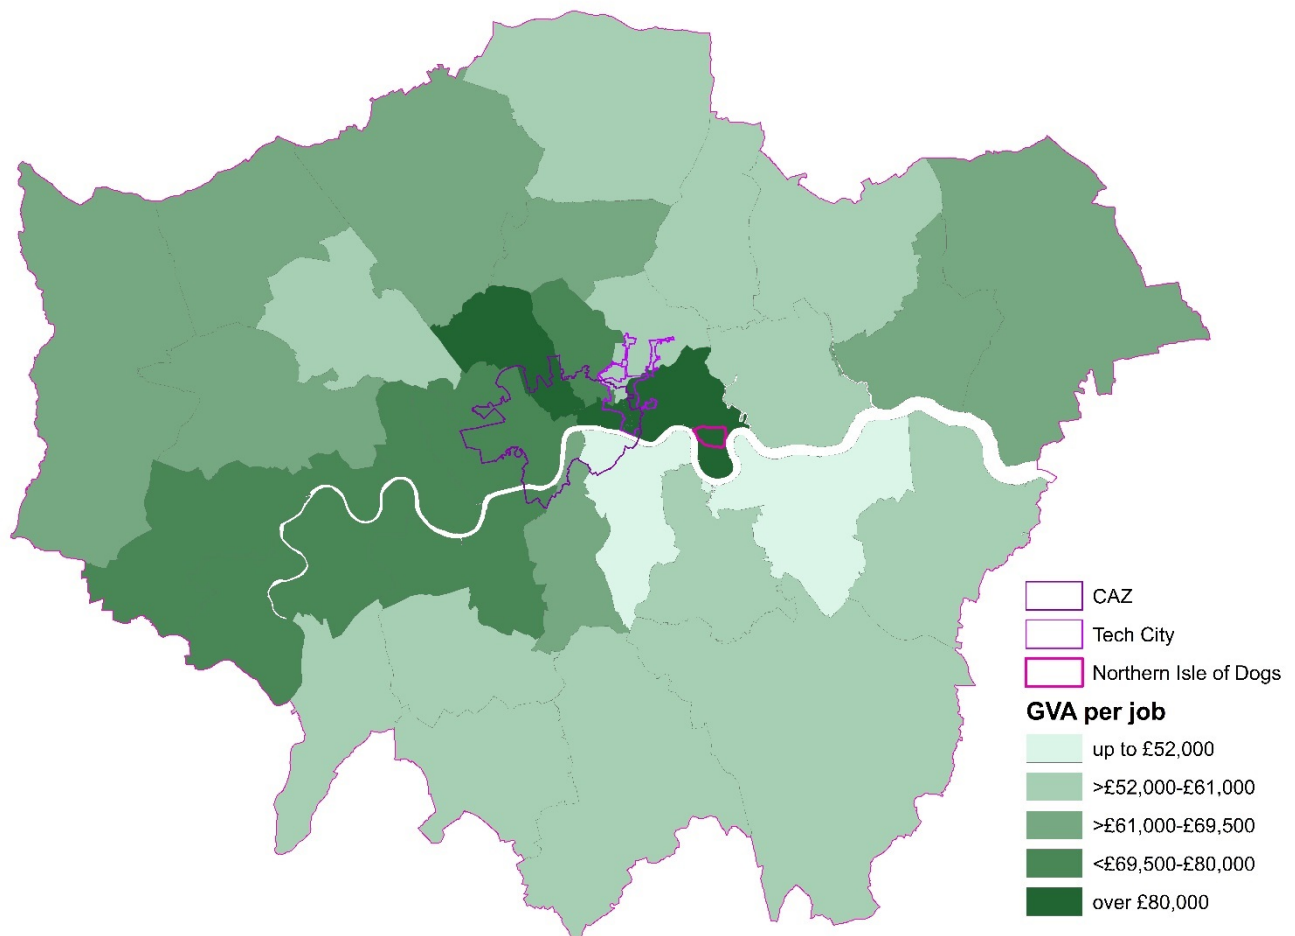 CAZ
Tech City
Northern Isle of Dogs
GVA per job
up to £52,000
>£52,000-£61,000
>£61,000-£69,500
<£69,500-£80,000
over £80,000